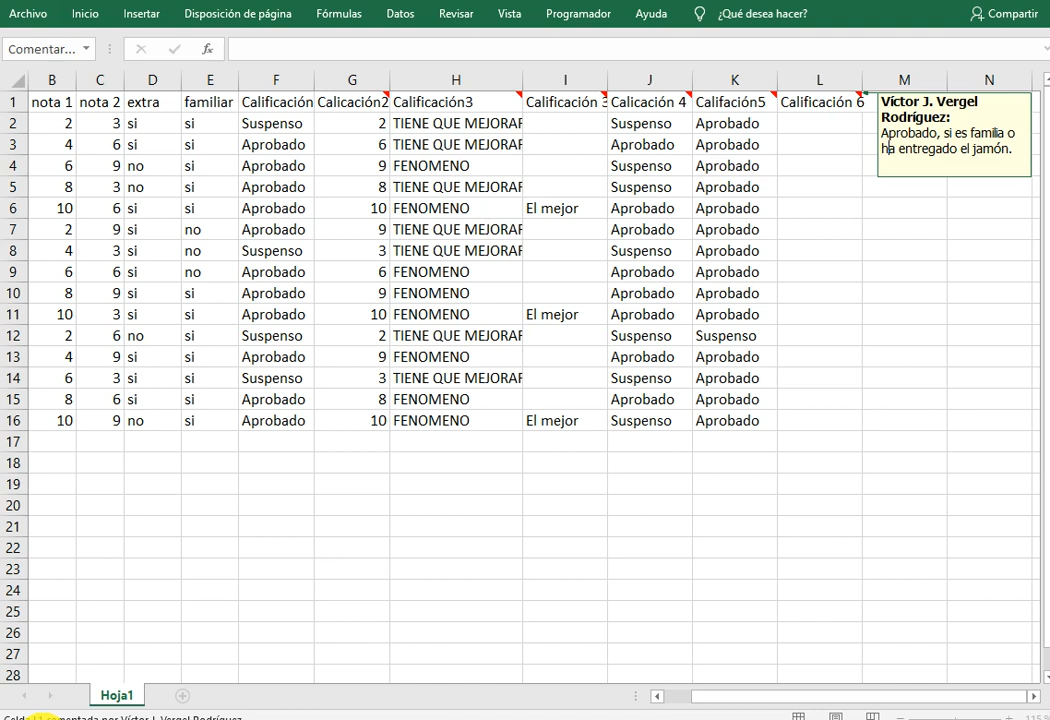 Archivo Inicio Insertar Disposición de página Fórmulas Datos Revisar Vista Programador Ayuda ¿Qué desea hacer? Compartir
Comentar... fx
B C D E F G H I J K L M N
1 nota 1 nota 2 extra familiar Calificación Calicación2 Calificación3 Calificación 3 Calicación 4 Califación5 Calificación 6
Víctor J. Vergel
Rodríguez:
Aprobado, si es familia o
ha entregado el jamón.
2 2 3 si si Suspenso 2 TIENE QUE MEJORAR Suspenso Aprobado
3 4 6 si si Aprobado 6 TIENE QUE MEJORAR Suspenso Aprobado
4 6 9 no si Aprobado 9 FENOMENO Suspenso Aprobado
5 8 3 no si Aprobado 8 TIENE QUE MEJORAR Suspenso Aprobado
6 10 6 si si Aprobado 10 FENOMENO El mejor Aprobado Aprobado
7 2 9 si no Aprobado 9 TIENE QUE MEJORAR Aprobado Aprobado
8 4 3 si no Suspenso 3 TIENE QUE MEJORAR Suspenso Aprobado
9 6 6 si no Aprobado 6 FENOMENO Aprobado Aprobado
10 8 9 si si Aprobado 9 FENOMENO Aprobado Aprobado
11 10 3 si si Aprobado 10 FENOMENO El mejor Aprobado Aprobado
12 2 6 no si Suspenso 2 TIENE QUE MEJORAR Suspenso Suspenso
13 4 9 si si Aprobado 9 FENOMENO Aprobado Aprobado
14 6 3 si si Suspenso 3 TIENE QUE MEJORAR Suspenso Aprobado
15 8 6 si si Aprobado 8 FENOMENO Aprobado Aprobado
16 10 9 no si Aprobado 10 FENOMENO El mejor Suspenso Aprobado
17
18
19
20
21
22
23
24
25
26
27
28
Hoja1
Celda L1 comentada por Víctor J. Vergel Rodríguez
115 %